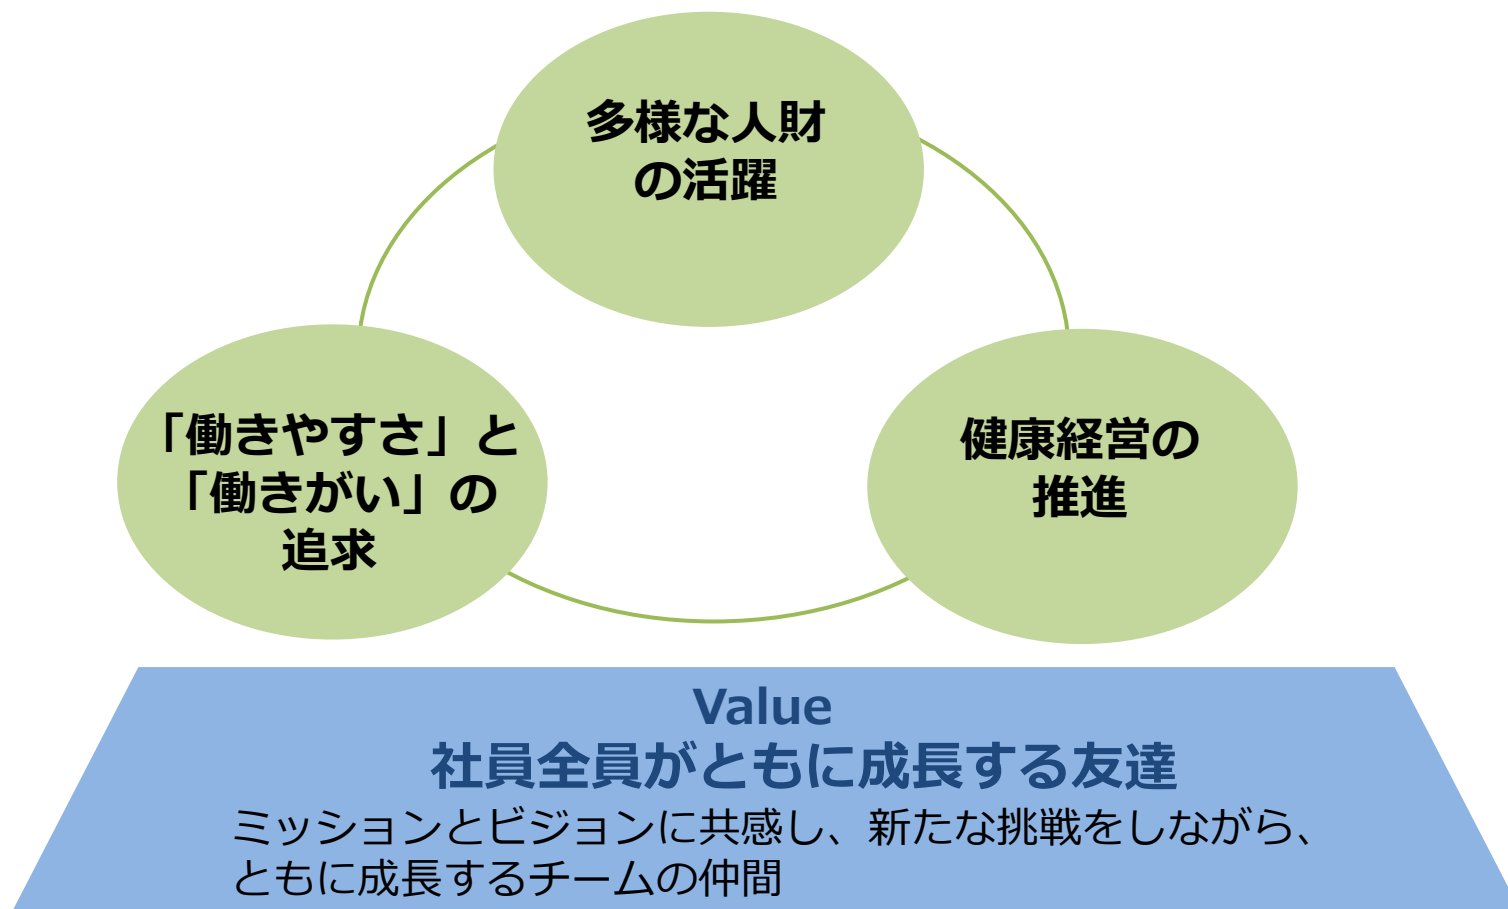 多様な人財
の活躍
「働きやすさ」と
「働きがい」の
追求
健康経営の
推進
Value
社員全員がともに成長する友達
ミッションとビジョンに共感し、新たな挑戦をしながら、
ともに成長するチームの仲間